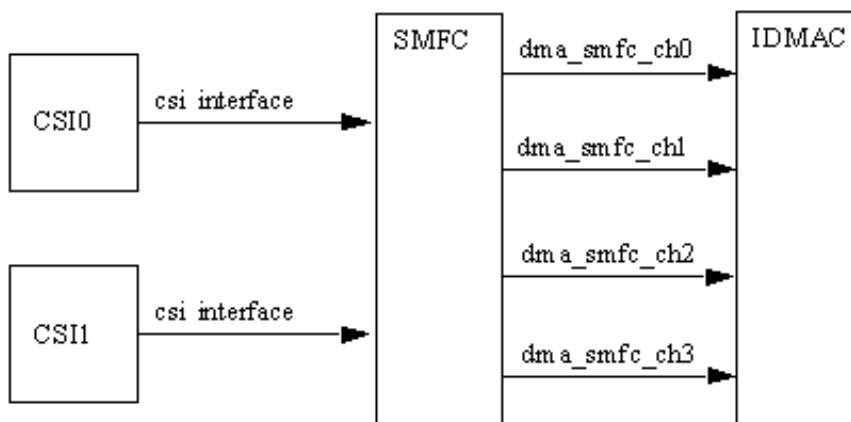 SMFC
IDMAC
dma_smfc_ch0
csi interface
CSI0
dma_smfc_ch1
dma_smfc_ch2
csi interface
CSI1
dma_smfc_ch3